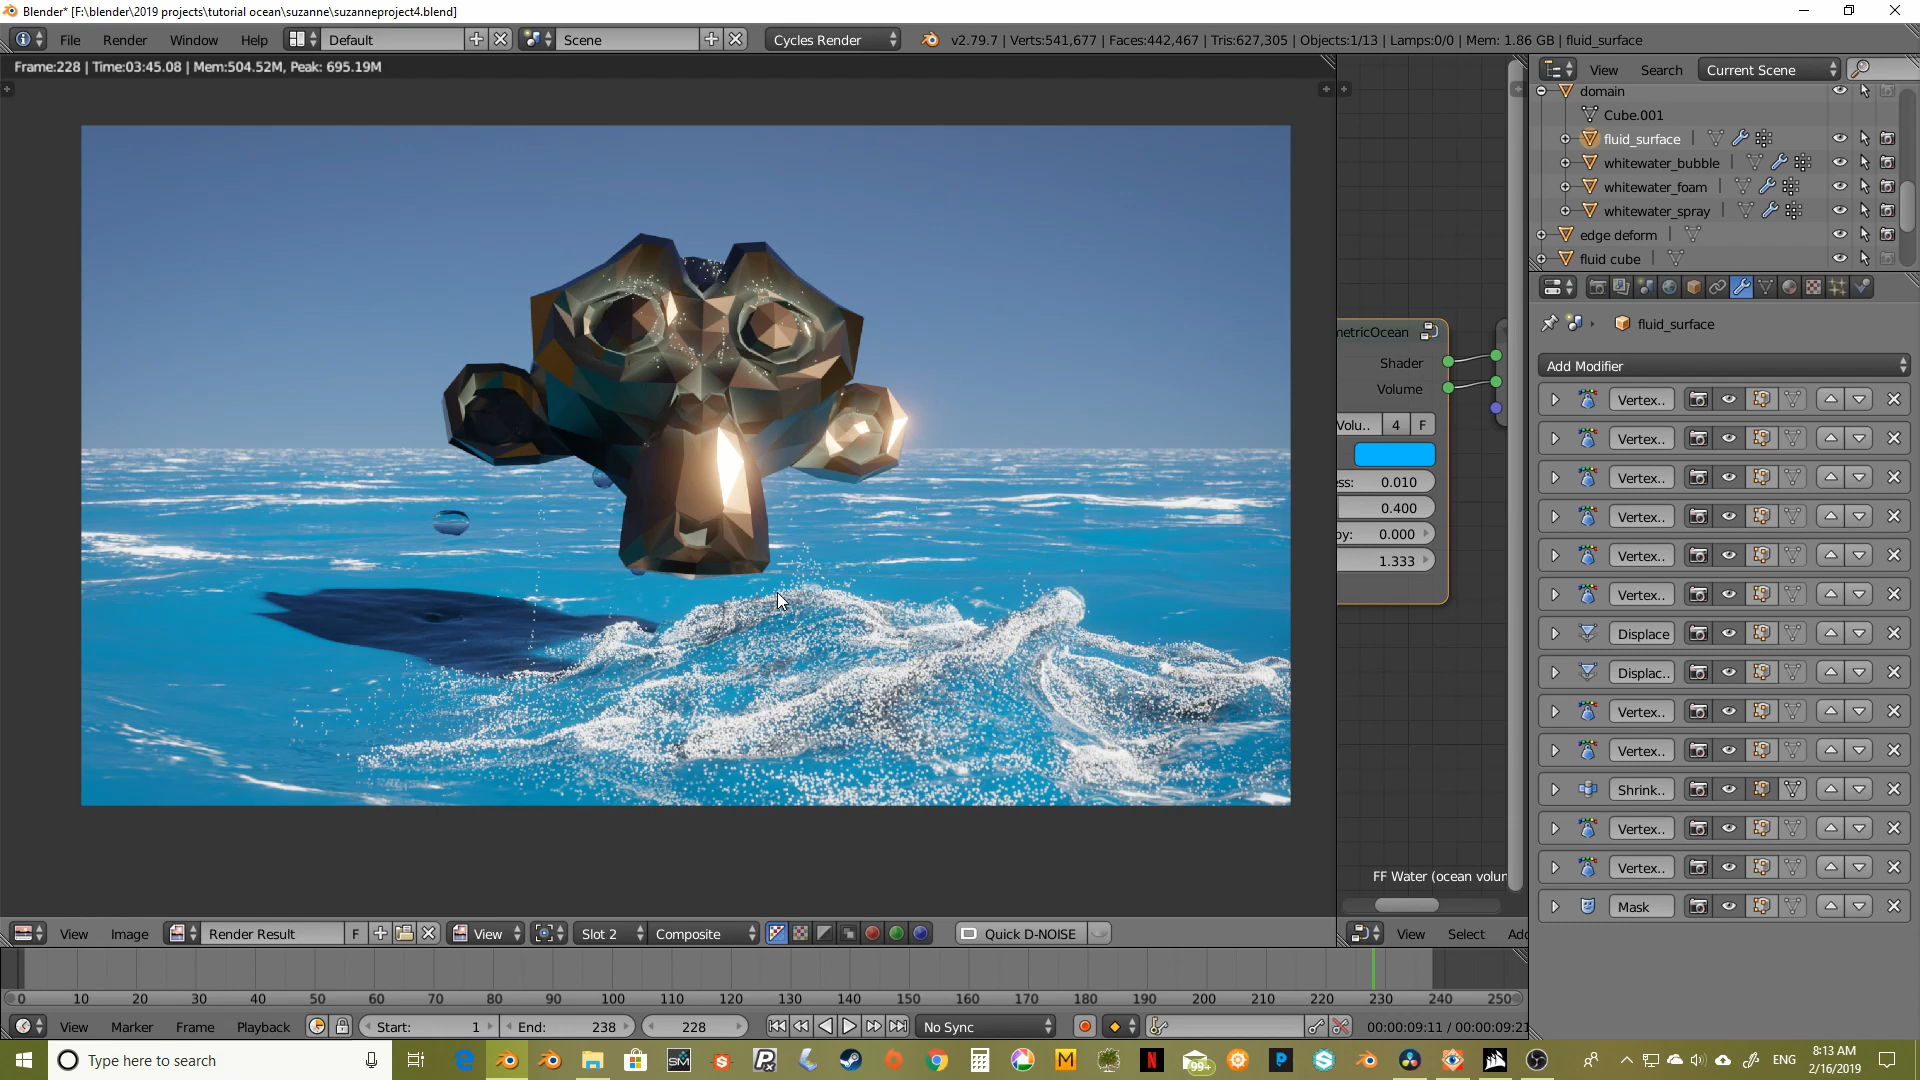 Blender* [F:\blender\2019 projects\tutorial ocean\suzanne\suzanneproject4.blend]
File Render Window Help Default Scene Cycles Render v2.79.7 | Verts:541,677 | Faces:442,467 | Tris:627,305 | Objects:1/13 | Lamps:0/0 | Mem: 1.86 GB | fluid_surface
Frame:228 | Time:03:45.08 | Mem:504.52M, Peak: 695.19M
View Search Current Scene
domain
Cube.001
fluid_surface
whitewater_bubble
whitewater_foam
whitewater_spray
edge deform
fluid cube
fluid_surface
Add Modifier
Vertex..
Vertex..
Vertex..
Vertex..
Vertex..
Vertex..
Displace
Displac..
Vertex..
Vertex..
Shrink..
Vertex..
Vertex..
Mask
metricOcean
Shader
Volume
Volu.. 4 F
ess: 0.010
0.400
py: 0.000
1.333
FF Water (ocean volur
View Image Render Result F View Slot 2 Composite Quick D-NOISE
View Select Add
0 10 20 30 40 50 60 70 80 90 100 110 120 130 140 150 160 170 180 190 200 210 220 230 240 250
View Marker Frame Playback Start: 1 End: 238 228 No Sync 00:00:09:11 / 00:00:09:21
Type here to search
99+
ENG
8:13 AM
2/16/2019